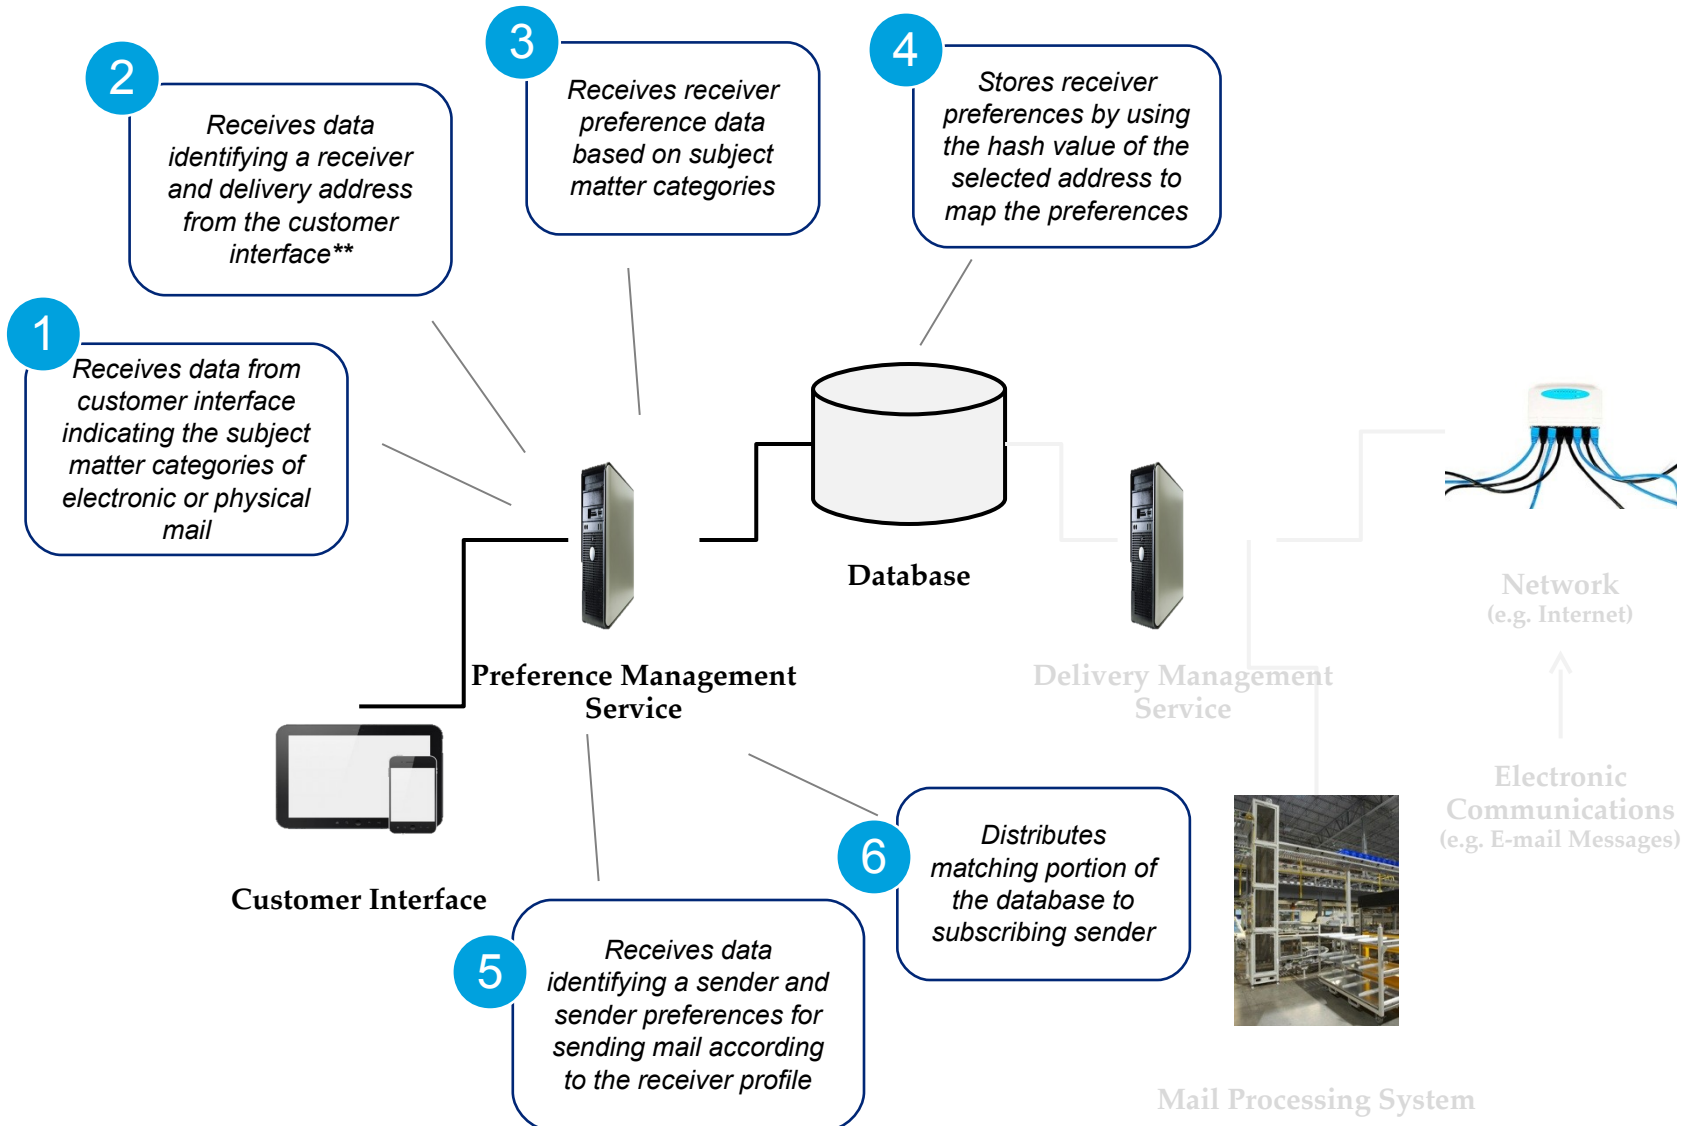 1
Receives data from
customer interface
indicating the subject
matter categories of
electronic or physical
mail
2
Receives data
identifying a receiver
and delivery address
from the customer
interface**
3
Receives receiver
preference data
based on subject
matter categories
4
Stores receiver
preferences by using
the hash value of the
selected address to
map the preferences
Database
Preference Management
Service
Delivery Management
Service
Network
(e.g. Internet)
Electronic
Communications
(e.g. E-mail Messages)
Customer Interface
5
Receives data
identifying a sender and
sender preferences for
sending mail according
to the receiver profile
6
Distributes
matching portion of
the database to
subscribing sender
Mail Processing System